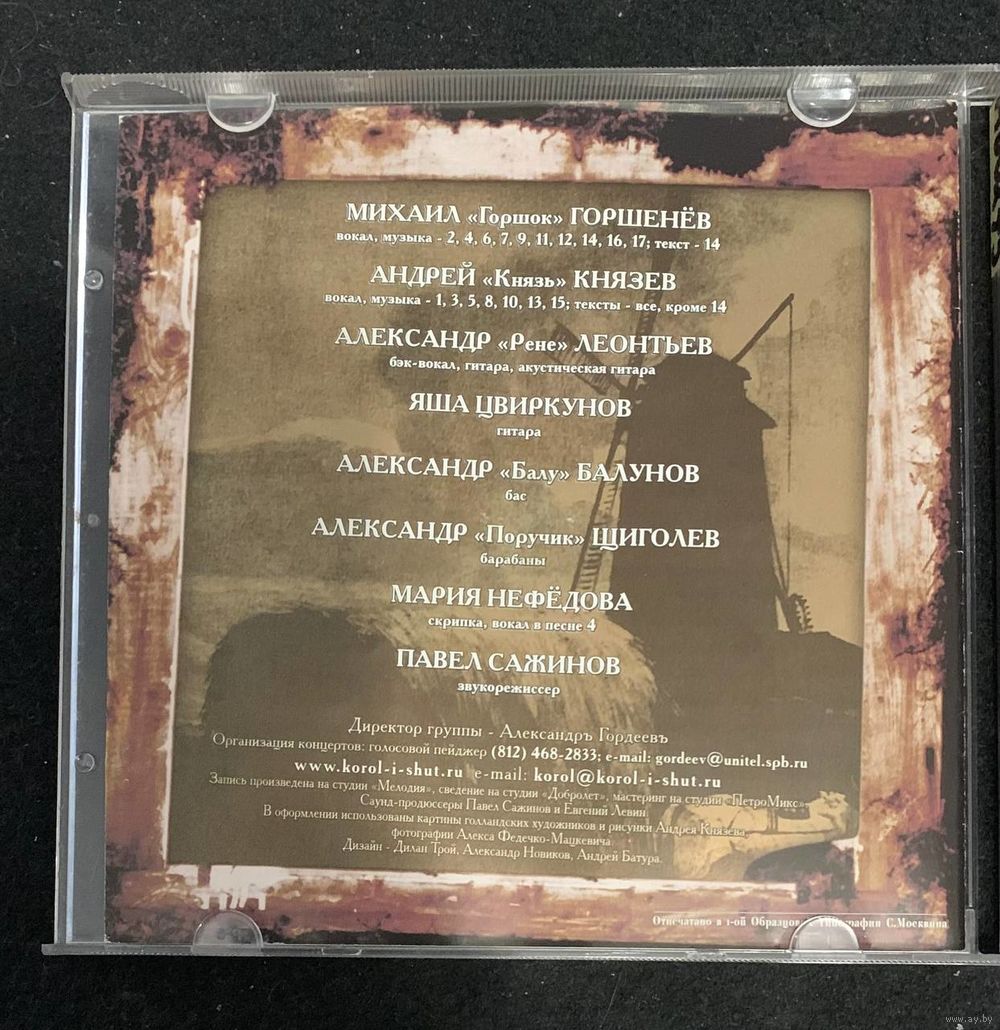 МИХАИЛ «Горшок» ГОРШЕНЁВ
вокал, музыка - 2, 4, 6, 7, 9, 11, 12, 14, 16, 17; текст - 14
АНДРЕЙ «Князь» КНЯЗЕВ
вокал, музыка - 1, 3, 5, 8, 10, 13, 15; тексты - все, кроме 14
АЛЕКСАНДР «Рене» ЛЕОНТЬЕВ
бэк-вокал, гитара, акустическая гитара
ЯША ЦВИРКУНОВ
гитара
АЛЕКСАНДР «Балу» БАЛУНОВ
бас
АЛЕКСАНДР «Поручик» ЩИГОЛЕВ
барабаны
МАРИЯ НЕФЁДОВА
скрипка, вокал в песне 4
ПАВЕЛ САЖИНОВ
звукорежиссер
Директор группы - Александръ Гордеевъ
Организация концертов: голосовой пейджер (812) 468-2833; e-mail: gordeev@unitel.spb.ru
www.korol-i-shut.ru e-mail: korol@korol-i-shut.ru
Запись произведена на студии «Мелодия», сведение на студии «Добролет», мастеринг на студии «ПетроМикс»
Саунд-продюссеры Павел Сажинов и Евгений Левин
В оформлении использованы картины голландских художников и рисунки Андрея Князева,
фотографии Алекса Федечко-Мацкевича
Дизайн - Дилан Трой, Александр Новиков, Андрей Батура.
Отпечатано в 1-ой С.Москвина
www.ay.by